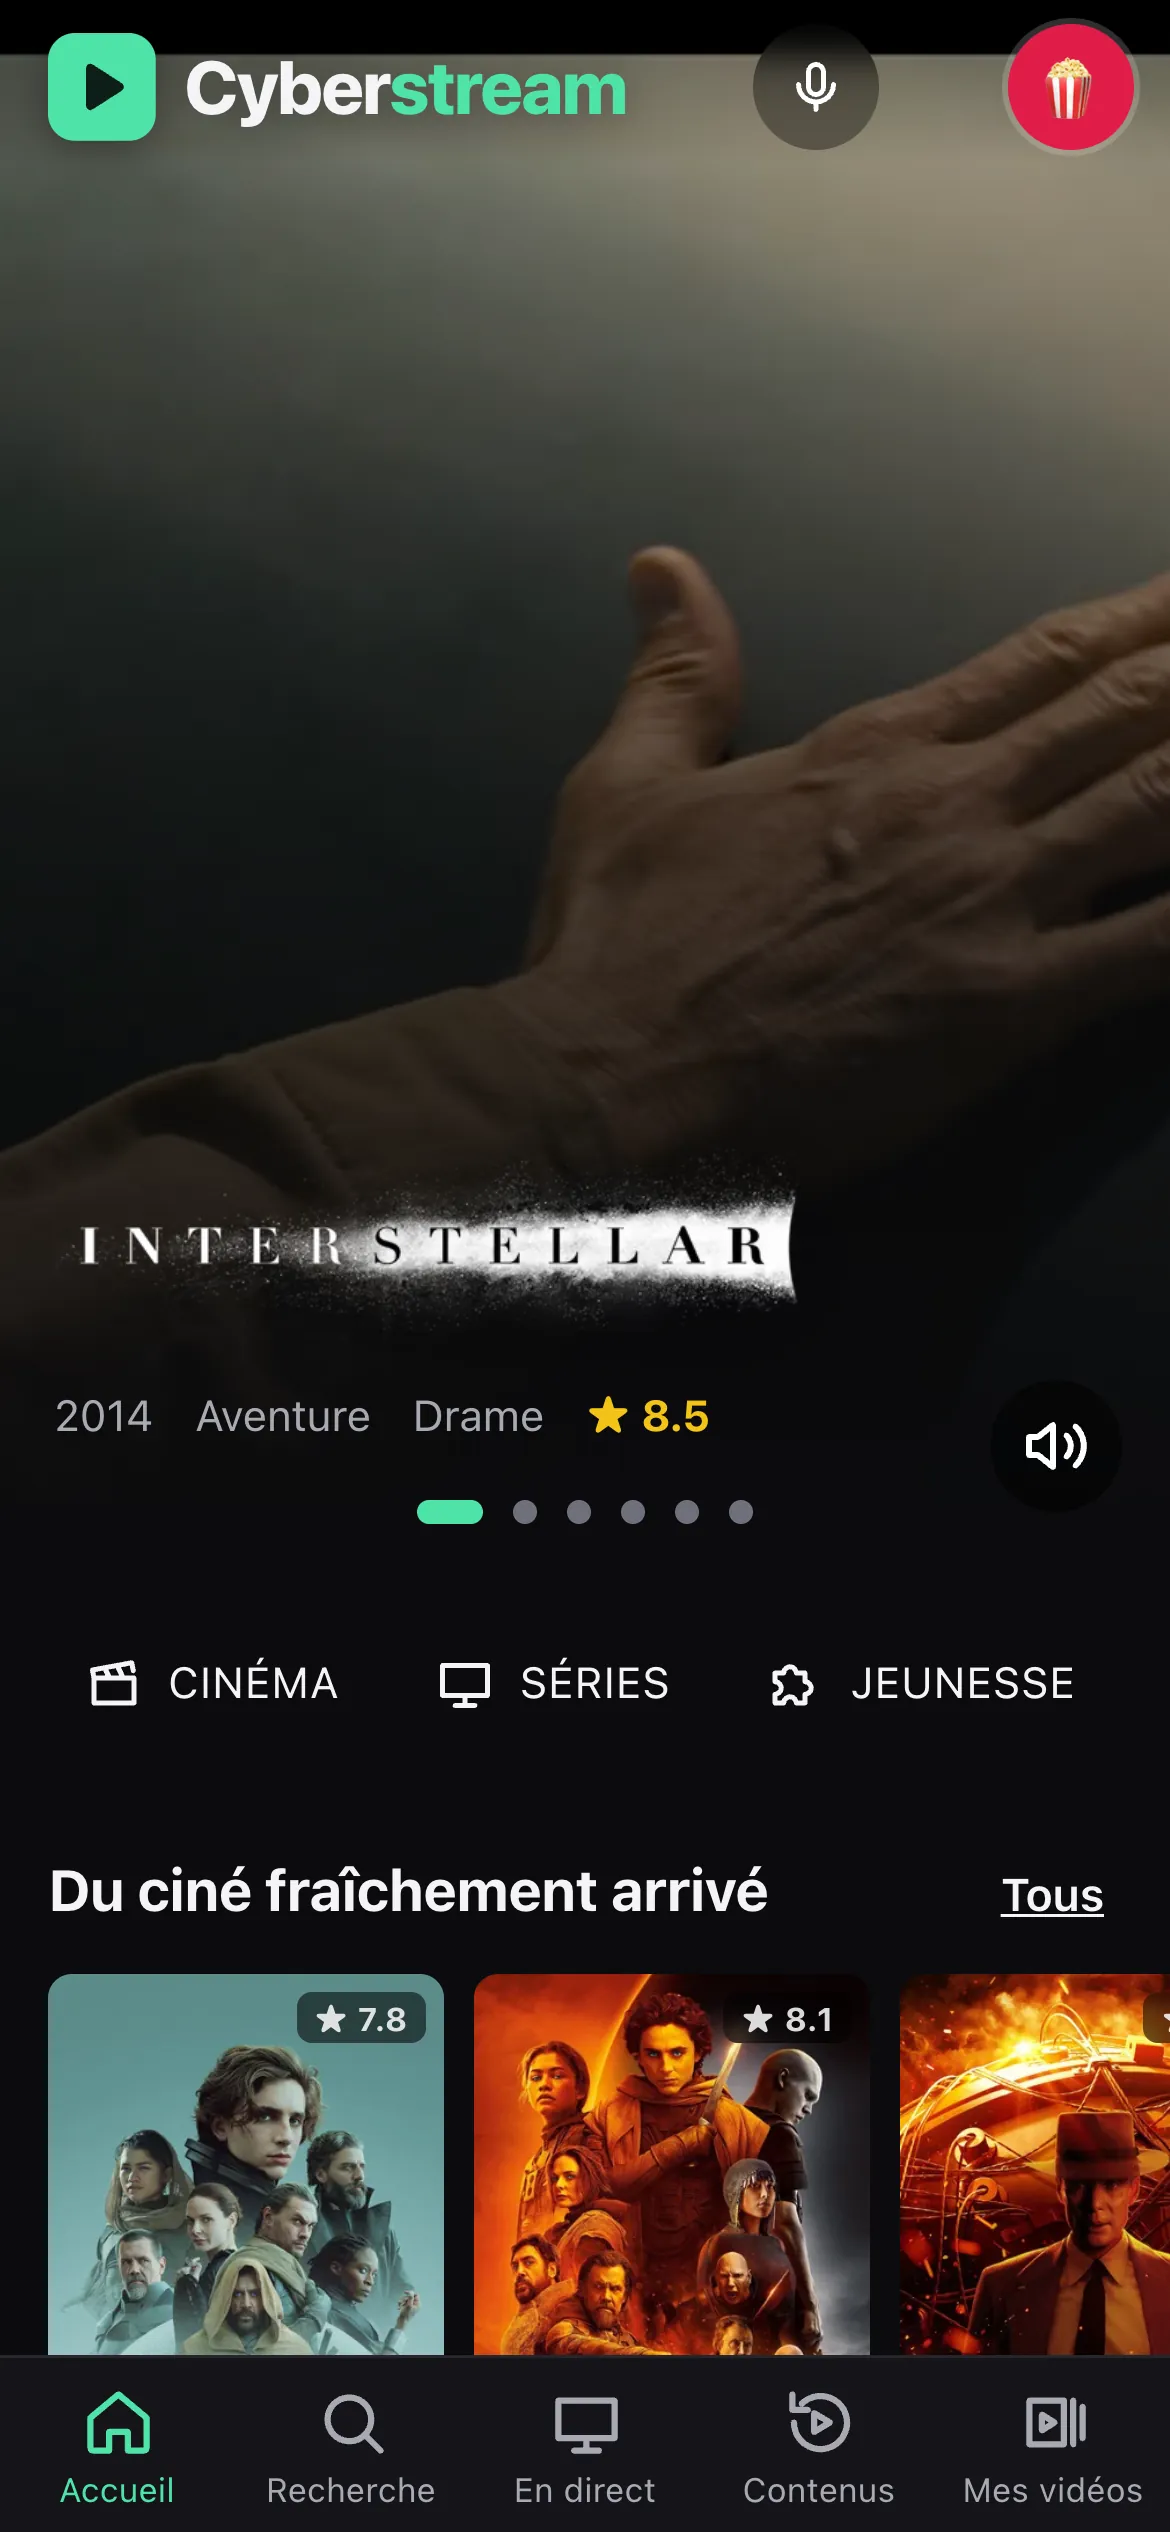 Cyberstream
INTERSTELLAR
2014 Aventure Drame 8.5
CINÉMA SÉRIES JEUNESSE
Du ciné fraîchement arrivé Tous
7.8 8.1
Accueil Recherche En direct Contenus Mes vidéos